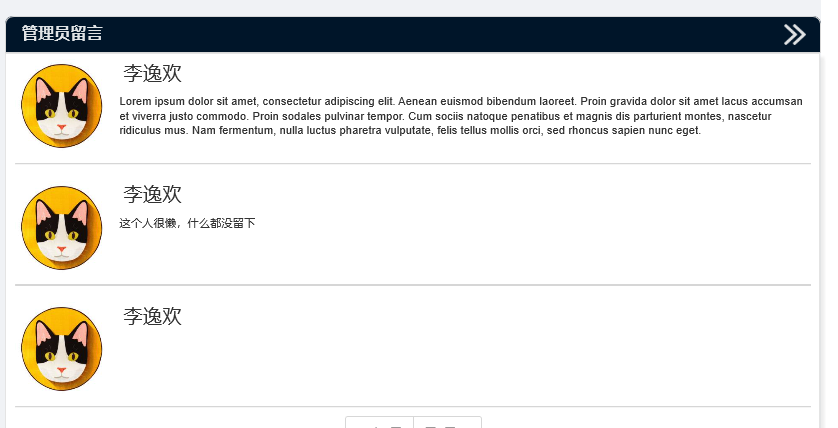 管理员留言
李逸欢
Lorem ipsum dolor sit amet, consectetur adipiscing elit. Aenean euismod bibendum laoreet. Proin gravida dolor sit amet lacus accumsan
et viverra justo commodo. Proin sodales pulvinar tempor. Cum sociis natoque penatibus et magnis dis parturient montes, nascetur
ridiculus mus. Nam fermentum, nulla luctus pharetra vulputate, felis tellus mollis orci, sed rhoncus sapien nunc eget.
李逸欢
这个人很懒，什么都没留下
李逸欢